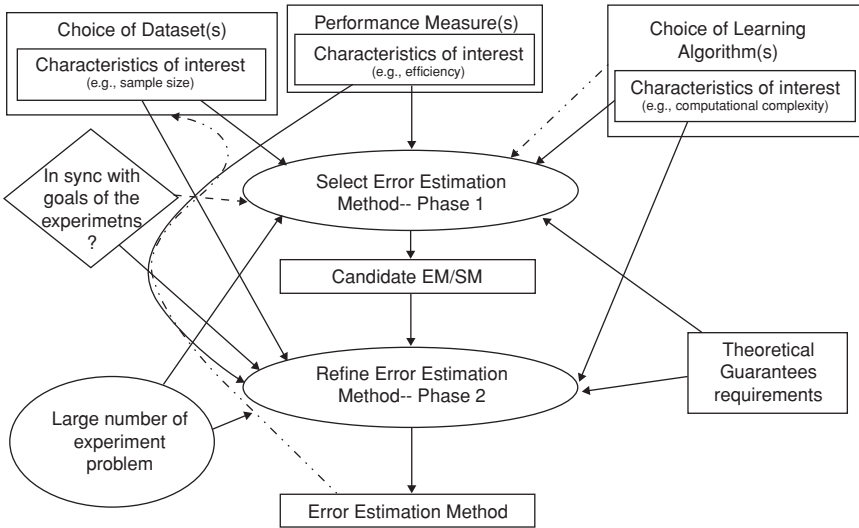 Choice of Dataset(s)
Characteristics of interest
(e.g., sample size)
Performance Measure(s)
Characteristics of interest
(e.g., efficiency)
Choice of Learning
Algorithm(s)
Characteristics of interest
(e.g., computational complexity)
In sync with
goals of the
experimetns
?
Select Error Estimation
Method-- Phase 1
Candidate EM/SM
Refine Error Estimation
Method-- Phase 2
Theoretical
Guarantees
requirements
Large number of
experiment
problem
Error Estimation Method